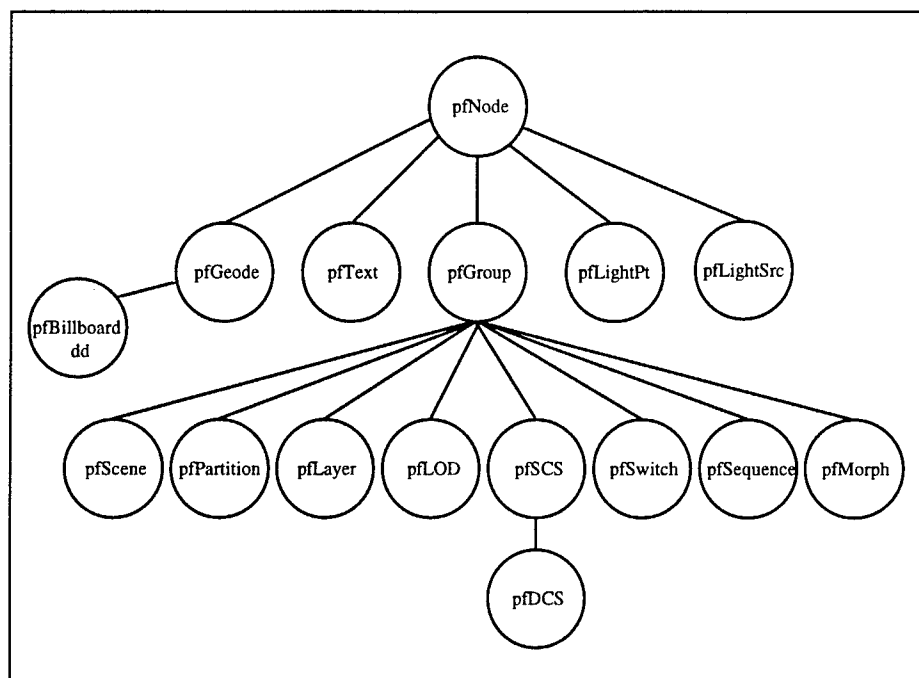 pfNode
pfGeode
pfText
pfGroup
pfLightPt
pfLightSrc
pfBillboard
dd
pfScene
pfPartition
pfLayer
pfLOD
pfSCS
pfSwitch
pfSequence
pfMorph
pfDCS